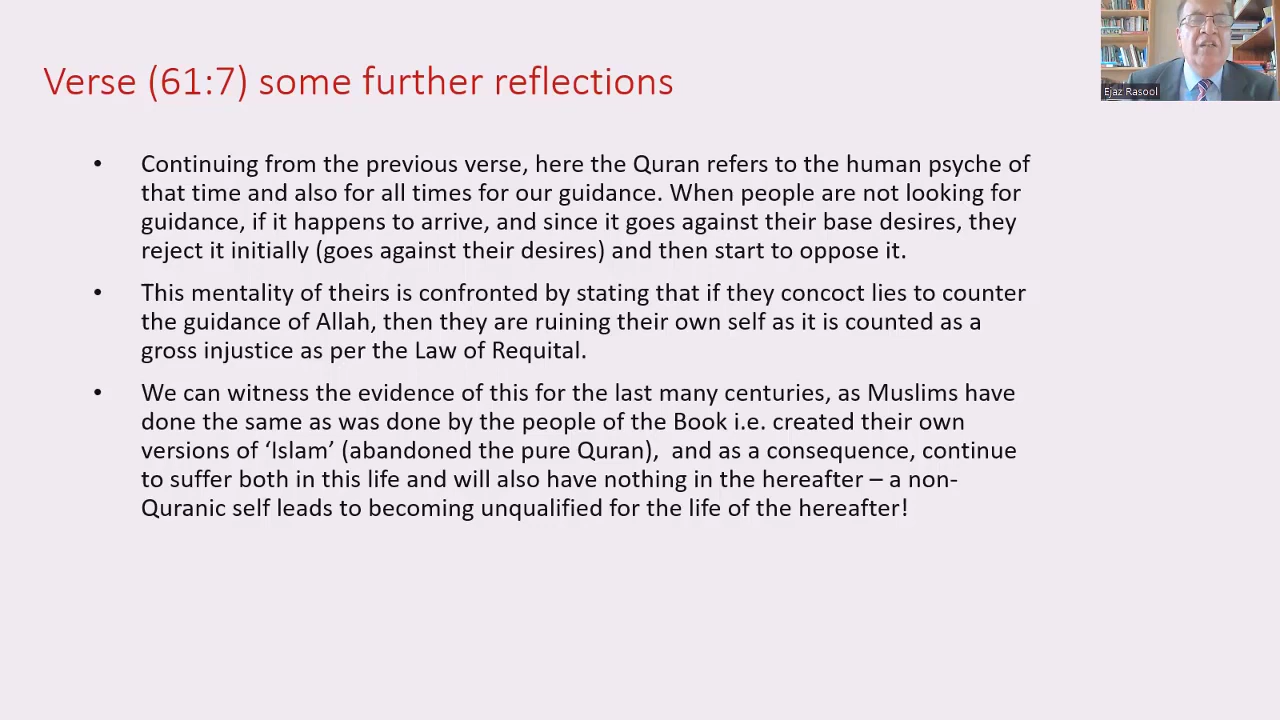 Verse (61:7) some further reflections
Ejaz Rasool
• Continuing from the previous verse, here the Quran refers to the human psyche of
that time and also for all times for our guidance. When people are not looking for
guidance, if it happens to arrive, and since it goes against their base desires, they
reject it initially (goes against their desires) and then start to oppose it.
• This mentality of theirs is confronted by stating that if they concoct lies to counter
the guidance of Allah, then they are ruining their own self as it is counted as a
gross injustice as per the Law of Requital.
• We can witness the evidence of this for the last many centuries, as Muslims have
done the same as was done by the people of the Book i.e. created their own
versions of ‘Islam’ (abandoned the pure Quran),  and as a consequence, continue
to suffer both in this life and will also have nothing in the hereafter – a non-
Quranic self leads to becoming unqualified for the life of the hereafter!